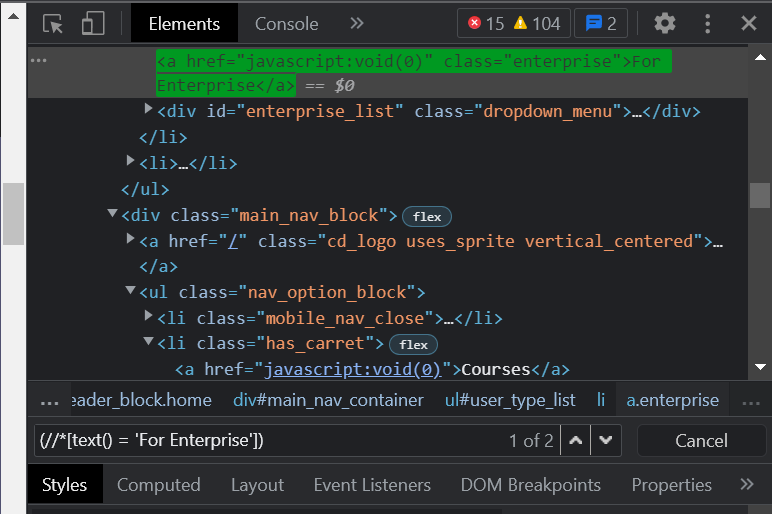 Elements Console » 15 104 2
... <a href="javascript:void(0)" class="enterprise">For
Enterprise</a> == $0
<div id="enterprise_list" class="dropdown_menu">…</div>
</li>
<li>…</li>
</ul>
<div class="main_nav_block"> flex
<a href="/" class="cd_logo uses_sprite vertical_centered">…
</a>
<ul class="nav_option_block">
<li class="mobile_nav_close">…</li>
<li class="has_carret"> flex
<a href="javascript:void(0)">Courses</a>
... eader_block.home div#main_nav_container ul#user_type_list li a.enterprise ...
(//*[text() = 'For Enterprise']) 1 of 2 Cancel
Styles Computed Layout Event Listeners DOM Breakpoints Properties »